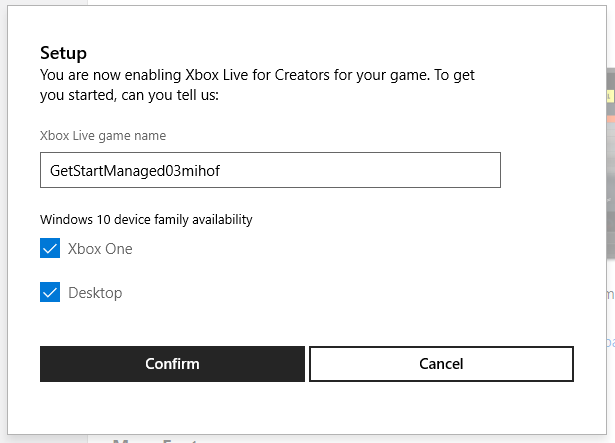 Setup
You are now enabling Xbox Live for Creators for your game. To get
you started, can you tell us:
Xbox Live game name
GetStartManaged03mihof
Windows 10 device family availability
Xbox One
Desktop
Confirm
Cancel